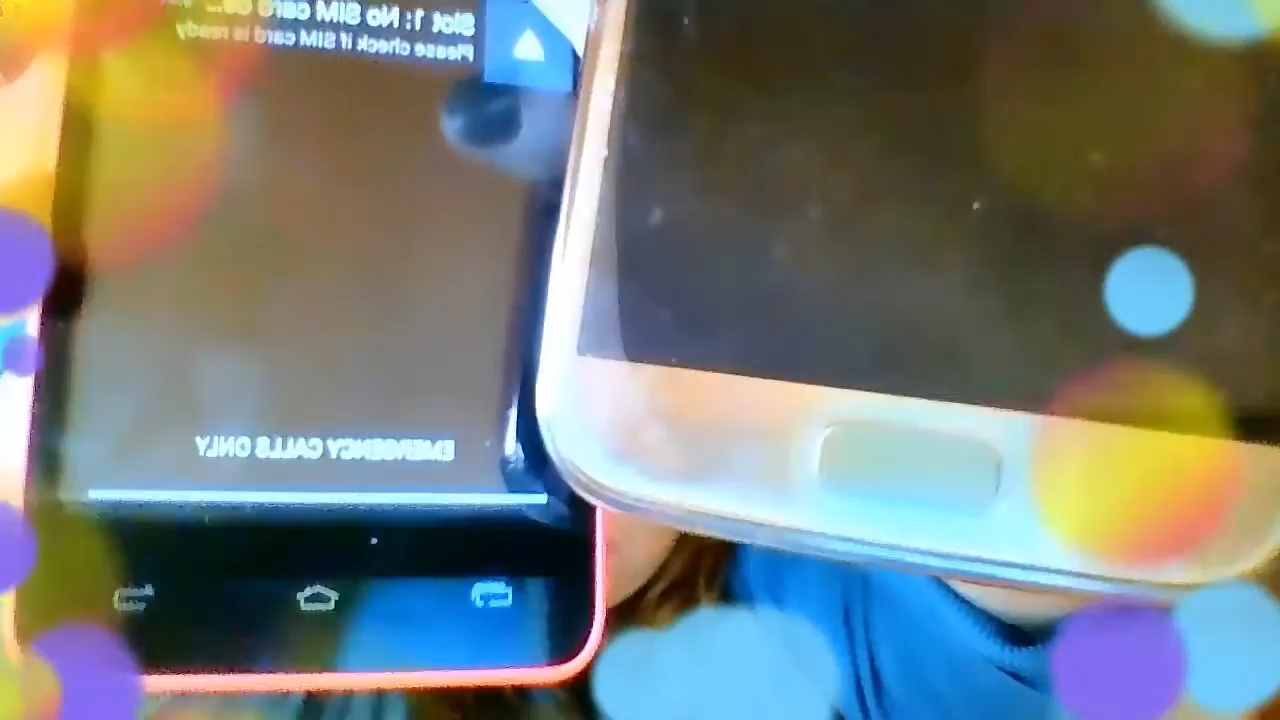 Slot 1: No SIM card
Please check if SIM card is ready
EMERGENCY CALLS ONLY